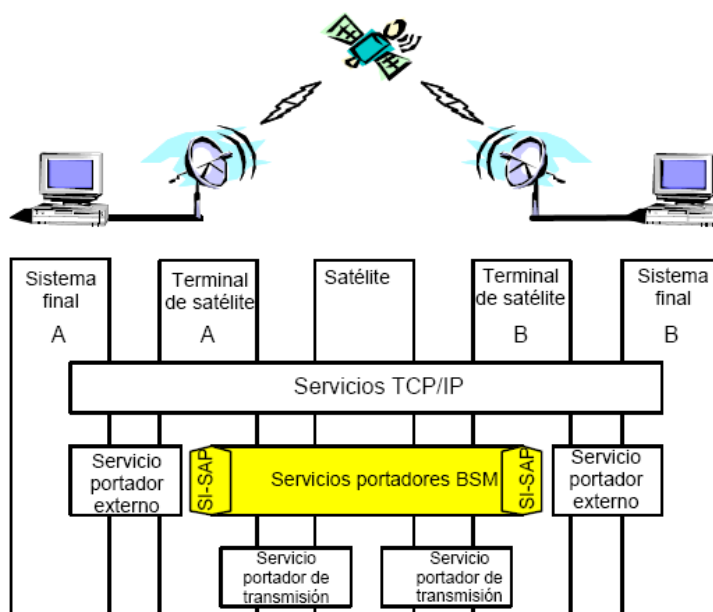 Sistema
final
A
Terminal
de satélite
A
Satélite
Terminal
de satélite
B
Sistema
final
B
Servicios TCP/IP
Servicio
portador
externo
SI-SAP
Servicios portadores BSM
SI-SAP
Servicio
portador
externo
Servicio
portador de
transmisión
Servicio
portador de
transmisión